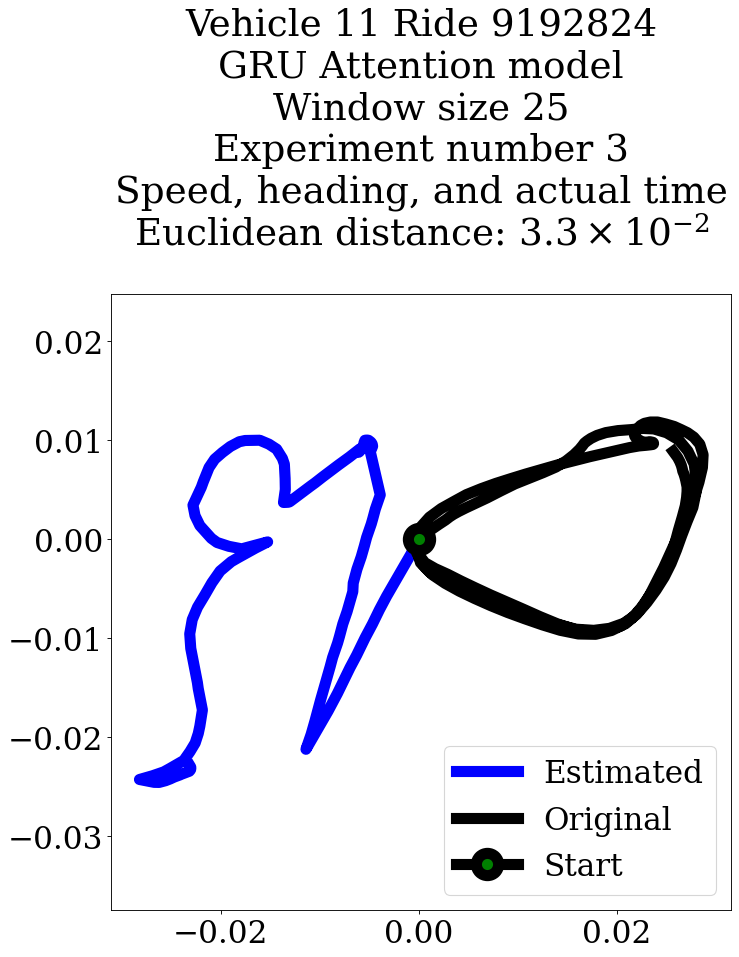 Vehicle 11 Ride 9192824
GRU Attention model
Window size 25
Experiment number 3
Speed, heading, and actual time
Euclidean distance: 3.3 × 10⁻²
0.02
0.01
0.00
−0.01
−0.02
−0.03
Estimated
Original
Start
−0.02 0.00 0.02